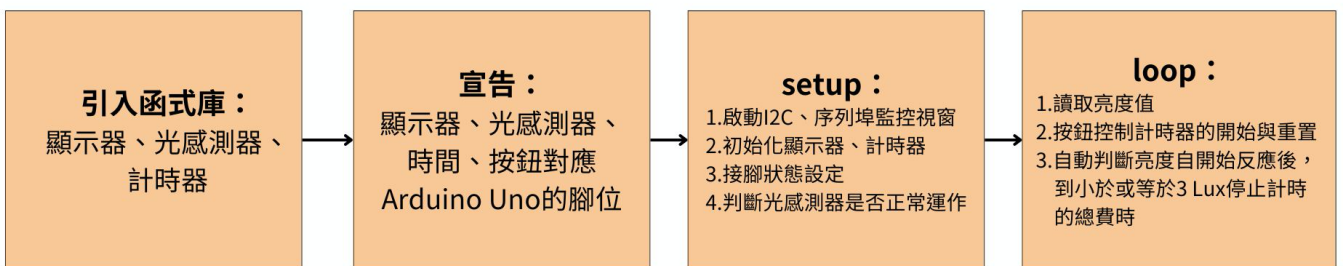 引入函式庫：
顯示器、光感測器、
計時器
宣告：
顯示器、光感測器、
時間、按鈕對應
Arduino Uno的腳位
setup：
1.啟動I2C、序列埠監控視窗
2.初始化顯示器、計時器
3.接腳狀態設定
4.判斷光感測器是否正常運作
loop：
1.讀取亮度值
2.按鈕控制計時器的開始與重置
3.自動判斷亮度自開始反應後，
到小於或等於3 Lux停止計時
的總費時